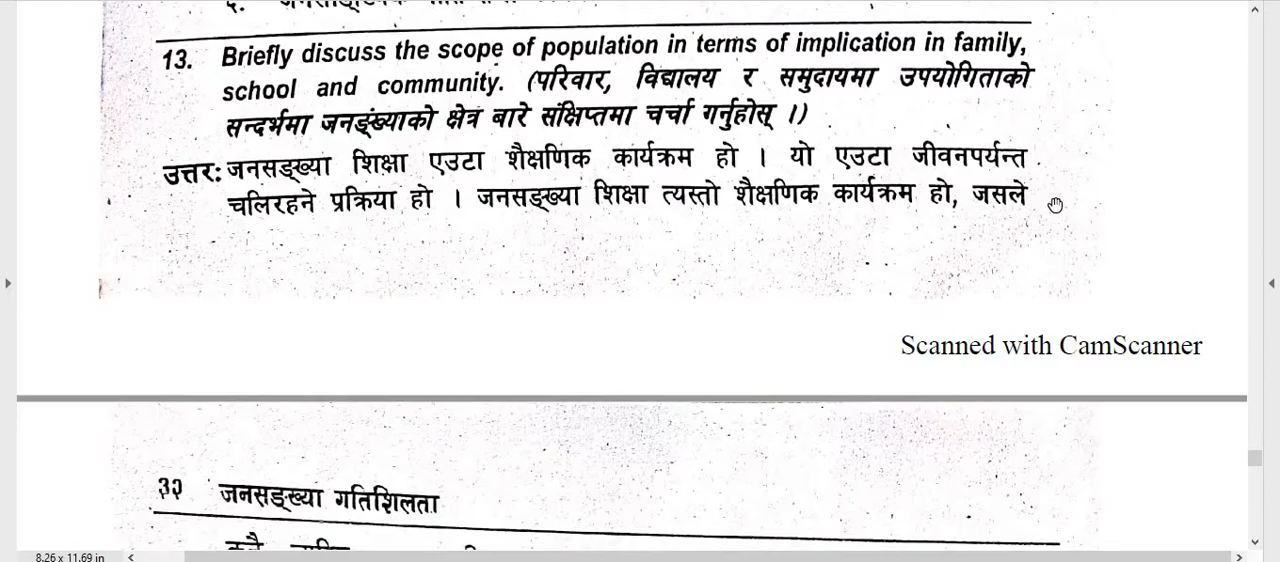 13. Briefly discuss the scope of population in terms of implication in family,
school and community. (परिवार, विद्यालय र समुदायमा उपयोगिताको
सन्दर्भमा जनङ्ख्याको क्षेत्र बारे संक्षिप्तमा चर्चा गर्नुहोस् ।)
उत्तर: जनसङ्ख्या शिक्षा एउटा शैक्षणिक कार्यक्रम हो । यो एउटा जीवनपर्यन्त
चलिरहने प्रक्रिया हो । जनसङ्ख्या शिक्षा त्यस्तो शैक्षणिक कार्यक्रम हो, जसले
Scanned with CamScanner
३२ जनसङ्ख्या गतिशिलता
8.26 x 11.69 in